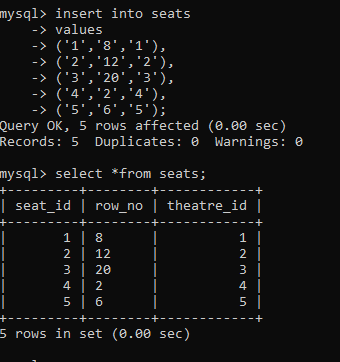 mysql> insert into seats
    -> values
    -> ('1','8','1'),
    -> ('2','12','2'),
    -> ('3','20','3'),
    -> ('4','2','4'),
    -> ('5','6','5');
Query OK, 5 rows affected (0.00 sec)
Records: 5  Duplicates: 0  Warnings: 0

mysql> select *from seats;
+---------+--------+------------+
| seat_id | row_no | theatre_id |
+---------+--------+------------+
|       1 | 8      |          1 |
|       2 | 12     |          2 |
|       3 | 20     |          3 |
|       4 | 2      |          4 |
|       5 | 6      |          5 |
+---------+--------+------------+
5 rows in set (0.00 sec)